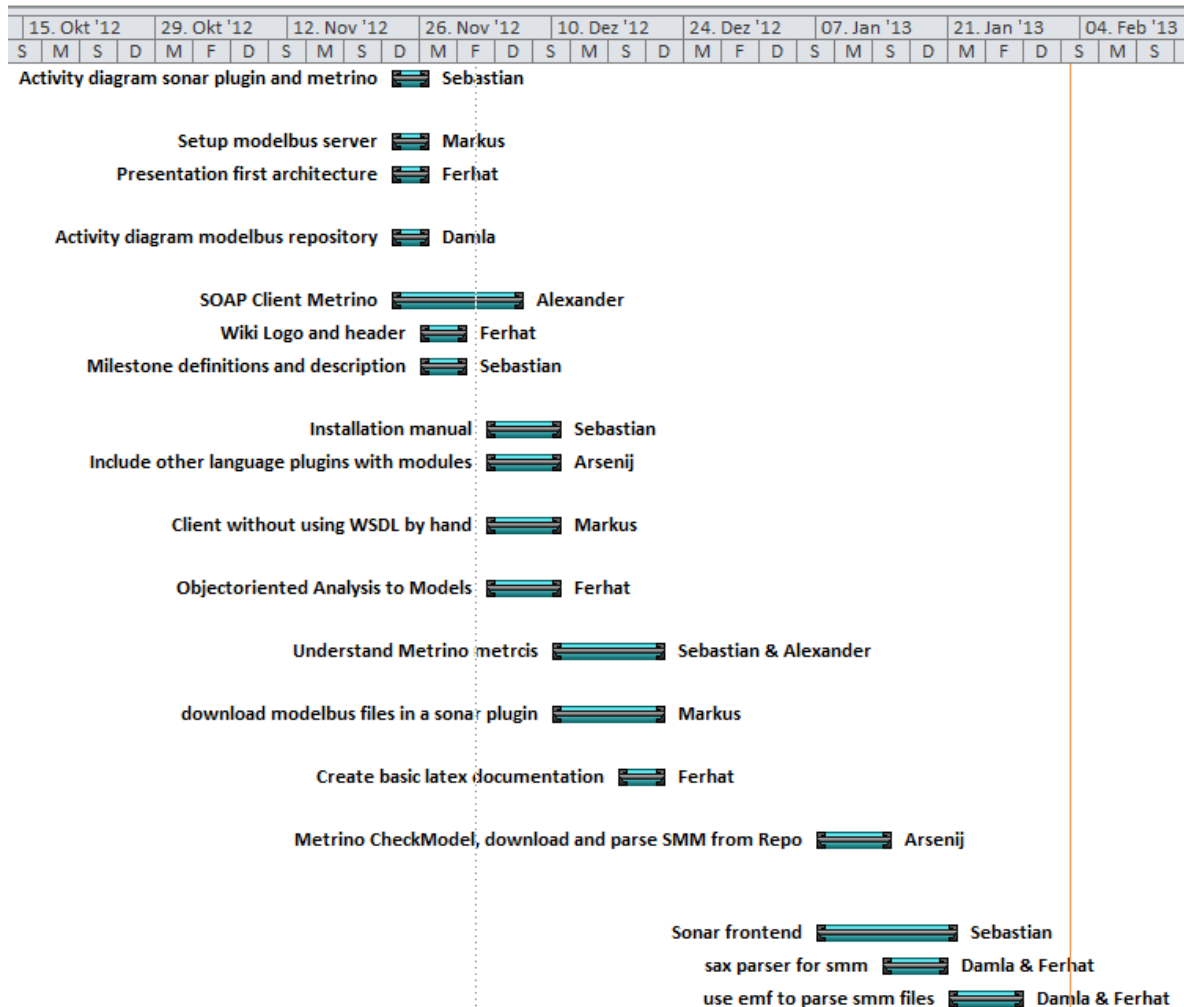 15. Okt '12 29. Okt '12 12. Nov '12 26. Nov '12 10. Dez '12 24. Dez '12 07. Jan '13 21. Jan '13 04. Feb '13
S M S D M F D S M S D M F D S M S D M F D S M S D M F D S M S
Activity diagram sonar plugin and metrino Sebastian
Setup modelbus server Markus
Presentation first architecture Ferhat
Activity diagram modelbus repository Damla
SOAP Client Metrino Alexander
Wiki Logo and header Ferhat
Milestone definitions and description Sebastian
Installation manual Sebastian
Include other language plugins with modules Arsenij
Client without using WSDL by hand Markus
Objectoriented Analysis to Models Ferhat
Understand Metrino metrcis Sebastian & Alexander
download modelbus files in a sonar plugin Markus
Create basic latex documentation Ferhat
Metrino CheckModel, download and parse SMM from Repo Arsenij
Sonar frontend Sebastian
sax parser for smm Damla & Ferhat
use emf to parse smm files Damla & Ferhat